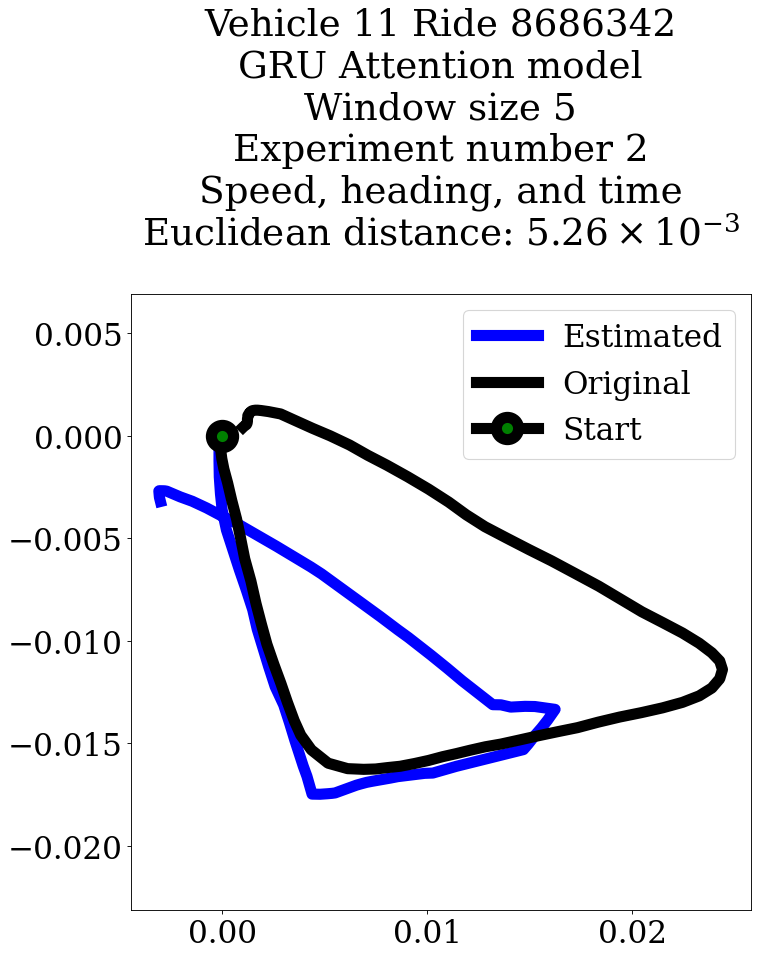 Vehicle 11 Ride 8686342
GRU Attention model
Window size 5
Experiment number 2
Speed, heading, and time
Euclidean distance: 5.26 × 10⁻³
Estimated
Original
Start
0.005
0.000
−0.005
−0.010
−0.015
−0.020
0.00 0.01 0.02